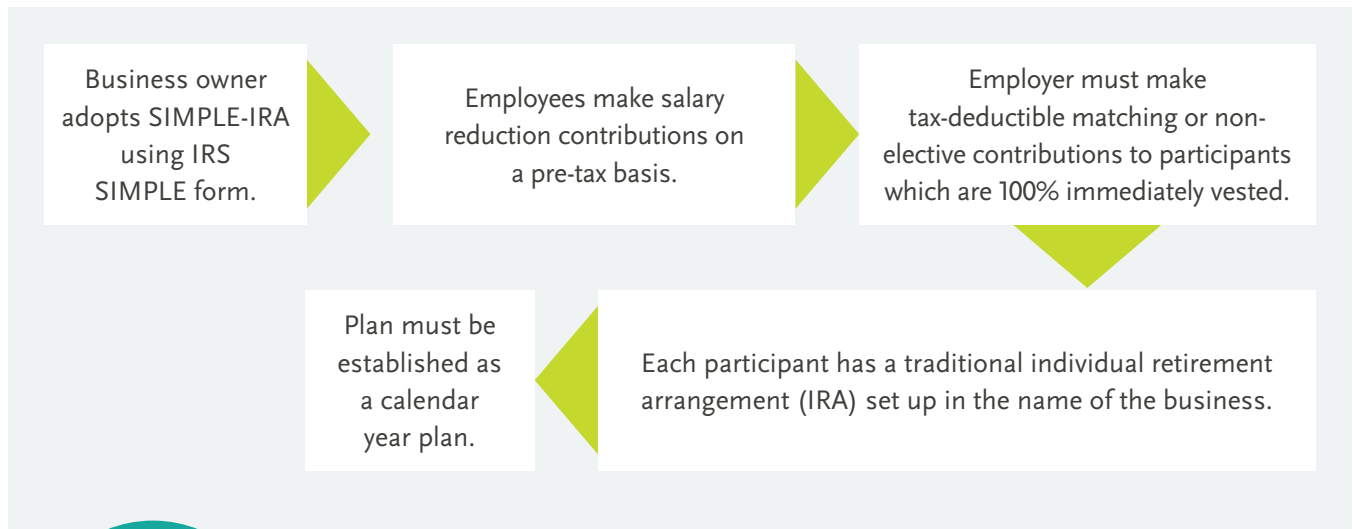 Business owner
adopts SIMPLE-IRA
using IRS
SIMPLE form.
Employees make salary
reduction contributions on
a pre-tax basis.
Employer must make
tax-deductible matching or non-
elective contributions to participants
which are 100% immediately vested.
Each participant has a traditional individual retirement
arrangement (IRA) set up in the name of the business.
Plan must be
established as
a calendar
year plan.